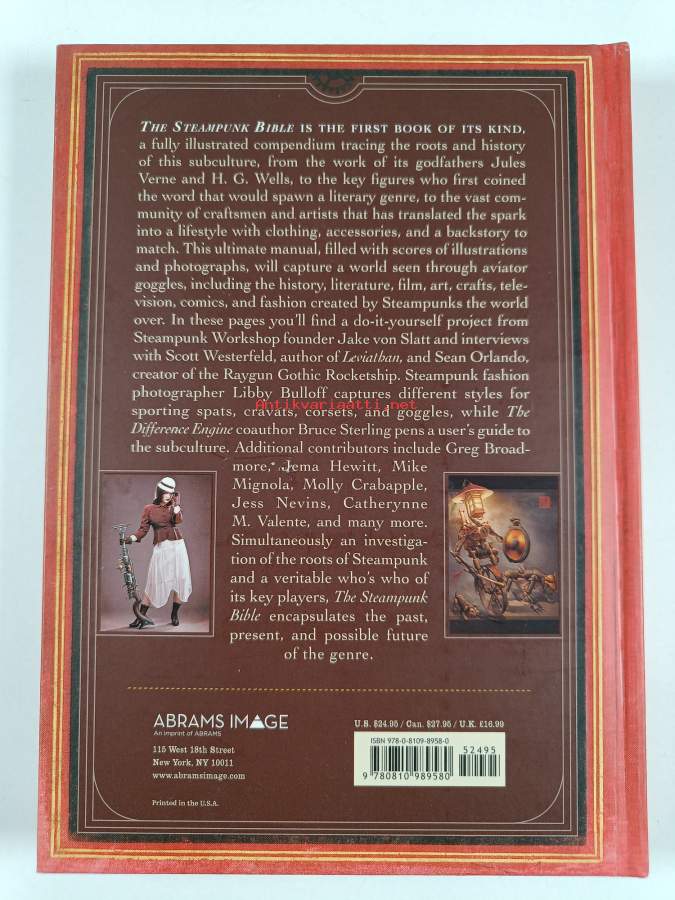 THE STEAMPUNK BIBLE IS THE FIRST BOOK OF ITS KIND,
a fully illustrated compendium tracing the roots and history
of this subculture, from the work of its godfathers Jules
Verne and H. G. Wells, to the key figures who first coined
the word that would spawn a literary genre, to the vast com-
munity of craftsmen and artists that has translated the spark
into a lifestyle with clothing, accessories, and a backstory to
match. This ultimate manual, filled with scores of illustrations
and photographs, will capture a world seen through aviator
goggles, including the history, literature, film, art, crafts, tele-
vision, comics, and fashion created by Steampunks the world
over. In these pages you'll find a do-it-yourself project from
Steampunk Workshop founder Jake von Slatt and interviews
with Scott Westerfeld, author of Leviathan, and Sean Orlando,
creator of the Raygun Gothic Rocketship. Steampunk fashion
photographer Libby Bulloff captures different styles for
Antikvariaatti.net
sporting spats, cravats, corsets, and goggles, while The
Difference Engine coauthor Bruce Sterling pens a user's guide to
the subculture. Additional contributors include Greg Broad-
more, Jema Hewitt, Mike
Mignola, Molly Crabapple,
Jess Nevins, Catherynne
M. Valente, and many more.
Simultaneously an investiga-
tion of the roots of Steampunk
and a veritable who's who of
its key players, The Steampunk
Bible encapsulates the past,
present, and possible future
of the genre.
ABRAMS IMAGE
An imprint of ABRAMS
115 West 18th Street
New York, NY 10011
www.abramsimage.com
Printed in the U.S.A.
U.S. $24.95 / Can. $27.95 / U.K. £16.99
ISBN 978-0-8109-8958-0
52495
9 780810 989580